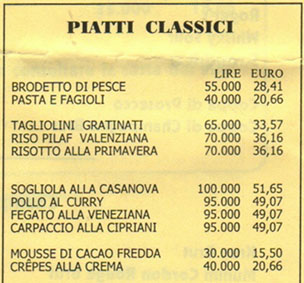 PIATTI CLASSICI
LIRE EURO
BRODETTO DI PESCE 55.000 28,41
PASTA E FAGIOLI 40.000 20,66
TAGLIOLINI GRATINATI 65.000 33,57
RISO PILAF VALENZIANA 70.000 36,16
RISOTTO ALLA PRIMAVERA 70.000 36,16
SOGLIOLA ALLA CASANOVA 100.000 51,65
POLLO AL CURRY 95.000 49,07
FEGATO ALLA VENEZIANA 95.000 49,07
CARPACCIO ALLA CIPRIANI 95.000 49,07
MOUSSE DI CACAO FREDDA 30.000 15,50
CRÊPES ALLA CREMA 40.000 20,66